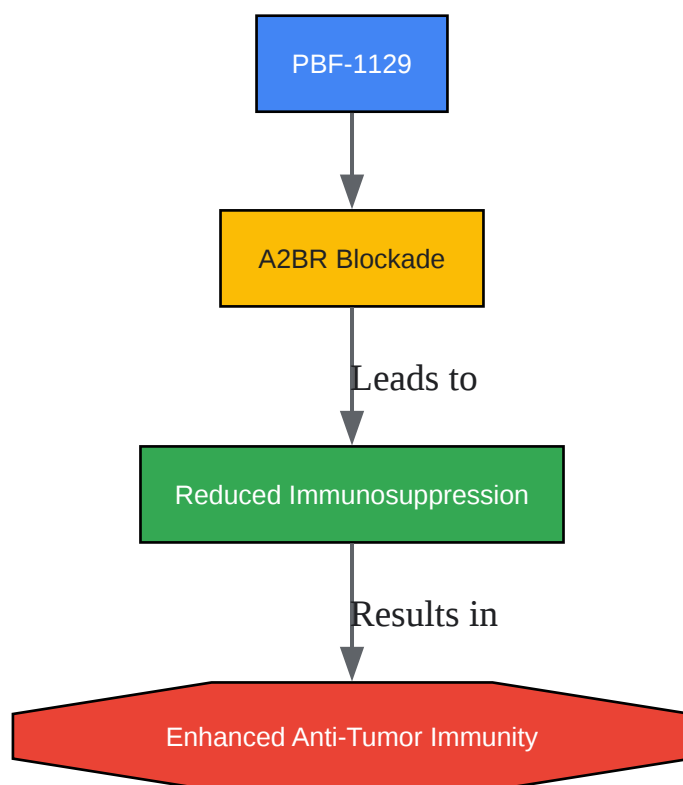 PBF-1129
A2BR Blockade
Leads to
Reduced Immunosuppression
Results in
Enhanced Anti-Tumor Immunity